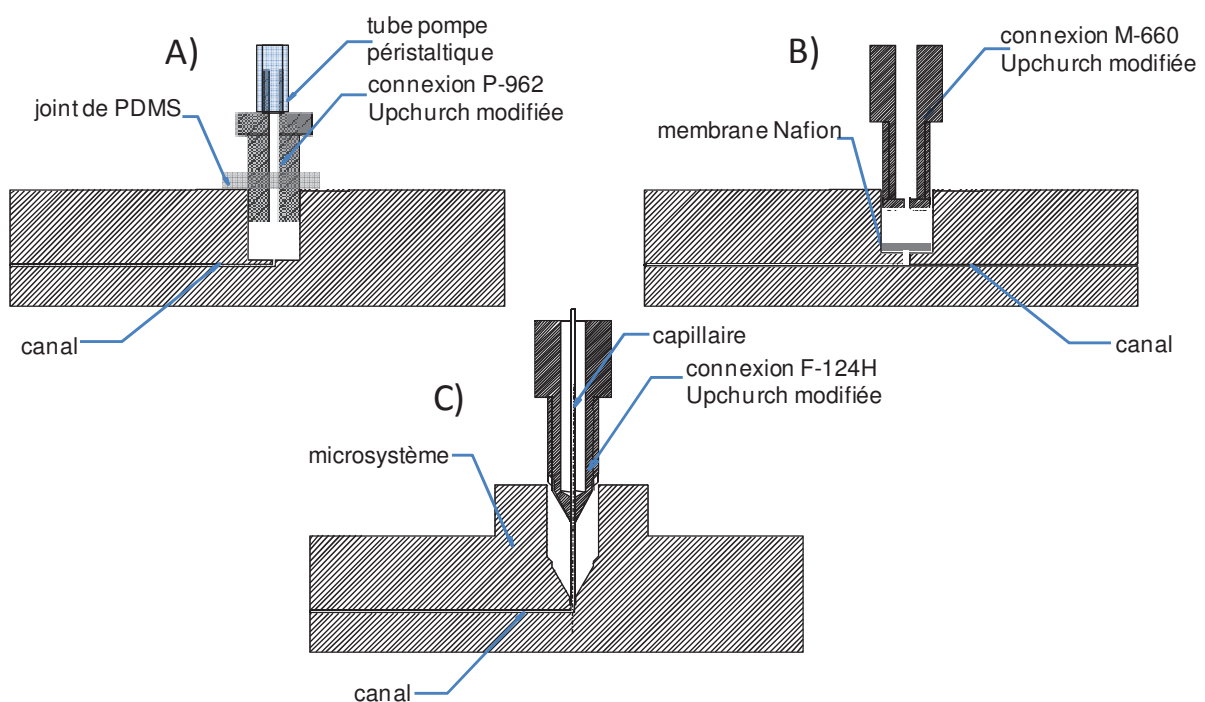 A)
tube pompe
péristaltique
connexion P-962
Upchurch modifiée
joint de PDMS
canal
B)
connexion M-660
Upchurch modifiée
membrane Nafion
canal
C)
capillaire
connexion F-124H
Upchurch modifiée
microsystème
canal